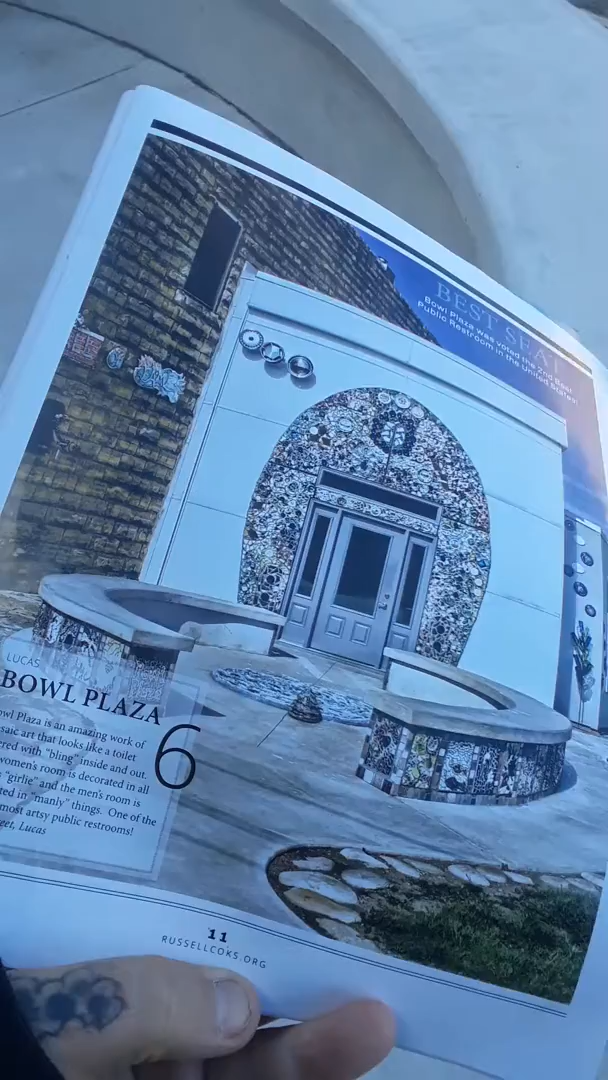 BEST SEAT
Bowl Plaza was voted the 2nd Best
Public Restroom in the United States!
LUCAS
BOWL PLAZA
6
owl Plaza is an amazing work of
saic art that looks like a toilet
ered with "bling" inside and out.
women's room is decorated in all
"girlie" and the men's room is
ted in "manly" things. One of the
most artsy public restrooms!
eet, Lucas
11
RUSSELLCOKS.ORG